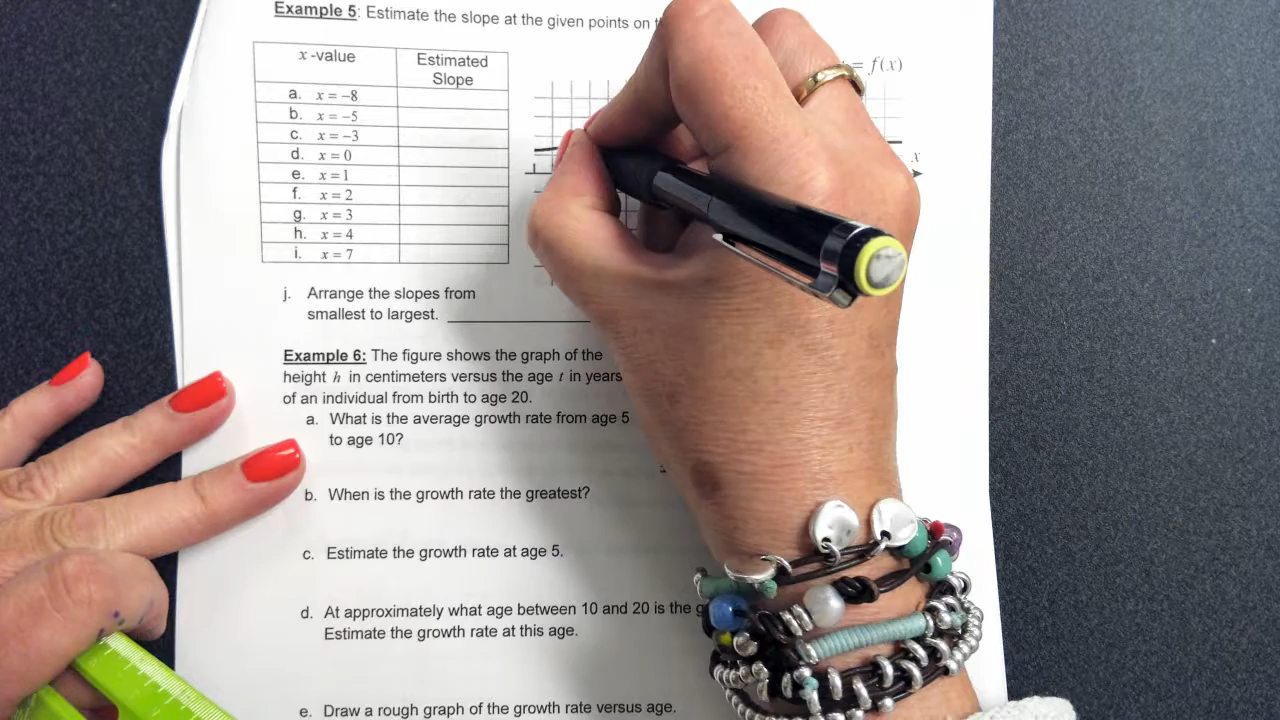 Example 5: Estimate the slope at the given points on
= f(x)
x-value
Estimated Slope
a. x = −8
b. x = −5
c. x = −3
d. x = 0
e. x = 1
f. x = 2
g. x = 3
h. x = 4
i. x = 7
x
j. Arrange the slopes from
smallest to largest.
Example 6: The figure shows the graph of the
height h in centimeters versus the age t in years
of an individual from birth to age 20.
a. What is the average growth rate from age 5
to age 10?
b. When is the growth rate the greatest?
c. Estimate the growth rate at age 5.
d. At approximately what age between 10 and 20 is the
Estimate the growth rate at this age.
e. Draw a rough graph of the growth rate versus age.